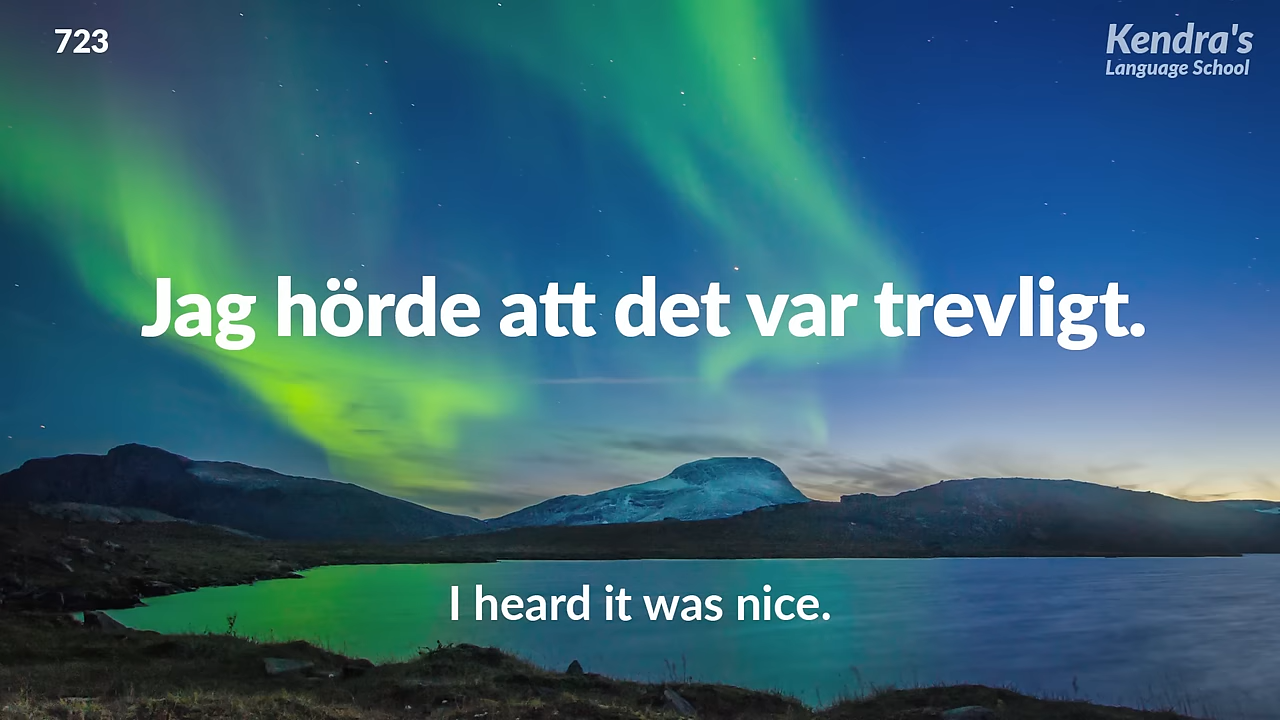 723
Kendra's
Language School
Jag hörde att det var trevligt.
I heard it was nice.